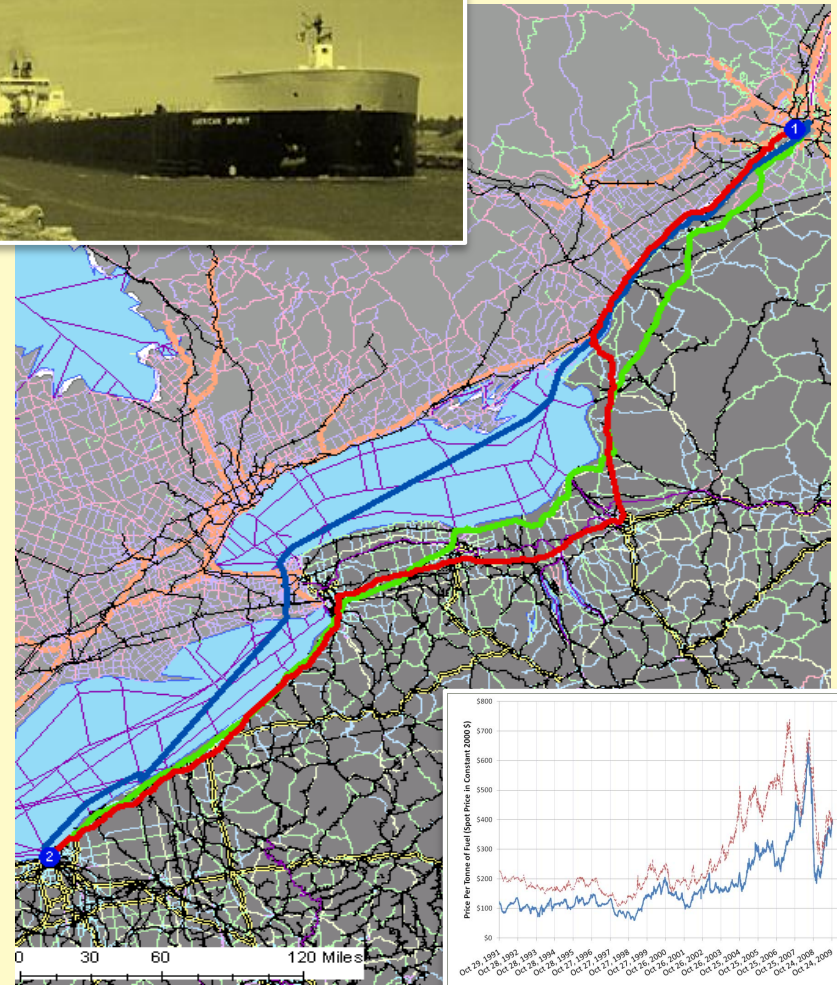 AMERICAN SPIRIT
1
2
0 30 60 120 Miles
Price Per Tonne of Fuel (Spot Price in Constant 2000 $)
$800
$700
$600
$500
$400
$300
$200
$100
$0
Oct 29, 1991
Oct 28, 1992
Oct 28, 1993
Oct 28, 1994
Oct 28, 1995
Oct 27, 1996
Oct 27, 1997
Oct 27, 1998
Oct 27, 1999
Oct 26, 2000
Oct 26, 2001
Oct 26, 2002
Oct 26, 2003
Oct 25, 2004
Oct 25, 2005
Oct 25, 2006
Oct 25, 2007
Oct 24, 2008
Oct 24, 2009